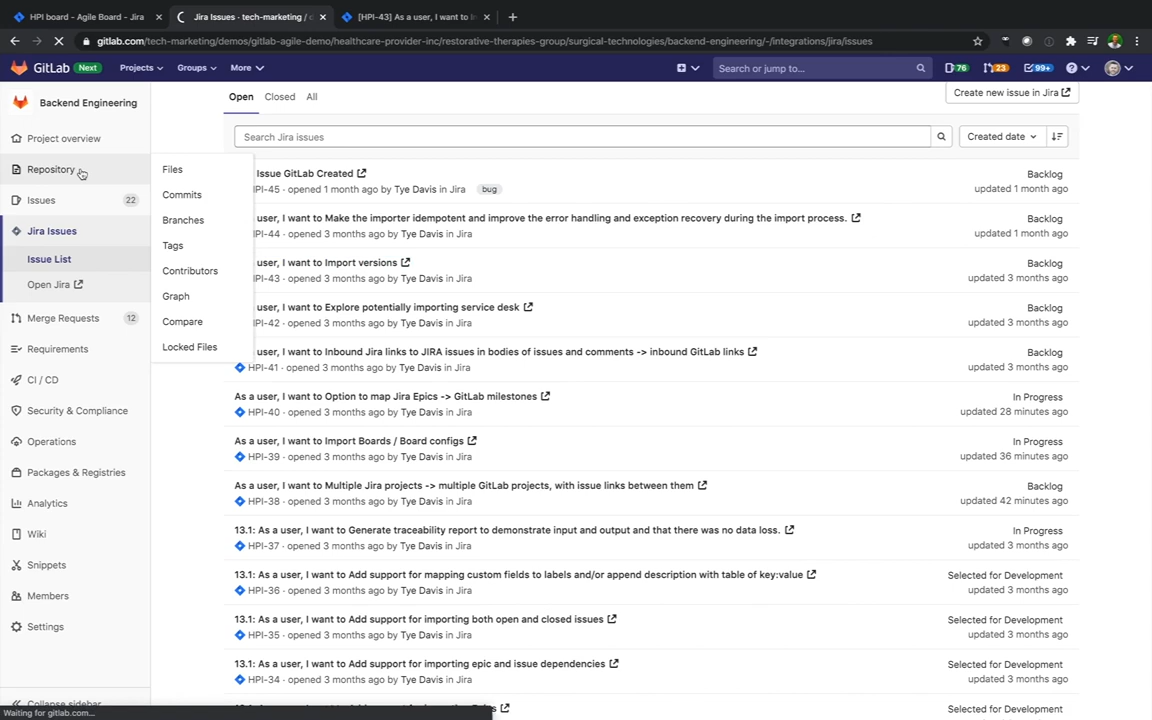 HPI board - Agile Board - Jira
Jira Issues · tech-marketing / d
[HPI-43] As a user, I want to In
gitlab.com/tech-marketing/demos/gitlab-agile-demo/healthcare-provider-inc/restorative-therapies-group/surgical-technologies/backend-engineering/-/integrations/jira/issues
GitLab Next Projects Groups More Search or jump to... 76 23 99+
Backend Engineering
Project overview
Repository
Issues 22
Jira Issues
Issue List
Open Jira
Merge Requests 12
Requirements
CI / CD
Security & Compliance
Operations
Packages & Registries
Analytics
Wiki
Snippets
Members
Settings
Collapse sidebar
Waiting for gitlab.com...
Files
Commits
Branches
Tags
Contributors
Graph
Compare
Locked Files
Open Closed All
Create new issue in Jira
Search Jira issues
Created date
Issue GitLab Created Backlog
HPI-45 · opened 1 month ago by Tye Davis in Jira bug updated 1 month ago
user, I want to Make the importer idempotent and improve the error handling and exception recovery during the import process. Backlog
HPI-44 · opened 3 months ago by Tye Davis in Jira updated 1 month ago
user, I want to Import versions Backlog
HPI-43 · opened 3 months ago by Tye Davis in Jira updated 3 months ago
user, I want to Explore potentially importing service desk Backlog
HPI-42 · opened 3 months ago by Tye Davis in Jira updated 3 months ago
user, I want to Inbound Jira links to JIRA issues in bodies of issues and comments -> inbound GitLab links Backlog
HPI-41 · opened 3 months ago by Tye Davis in Jira updated 3 months ago
As a user, I want to Option to map Jira Epics -> GitLab milestones In Progress
HPI-40 · opened 3 months ago by Tye Davis in Jira updated 28 minutes ago
As a user, I want to Import Boards / Board configs In Progress
HPI-39 · opened 3 months ago by Tye Davis in Jira updated 36 minutes ago
As a user, I want to Multiple Jira projects -> multiple GitLab projects, with issue links between them Backlog
HPI-38 · opened 3 months ago by Tye Davis in Jira updated 42 minutes ago
13.1: As a user, I want to Generate traceability report to demonstrate input and output and that there was no data loss. In Progress
HPI-37 · opened 3 months ago by Tye Davis in Jira updated 3 months ago
13.1: As a user, I want to Add support for mapping custom fields to labels and/or append description with table of key:value Selected for Development
HPI-36 · opened 3 months ago by Tye Davis in Jira updated 3 months ago
13.1: As a user, I want to Add support for importing both open and closed issues Selected for Development
HPI-35 · opened 3 months ago by Tye Davis in Jira updated 3 months ago
13.1: As a user, I want to Add support for importing epic and issue dependencies Selected for Development
HPI-34 · opened 3 months ago by Tye Davis in Jira updated 3 months ago
Selected for Development